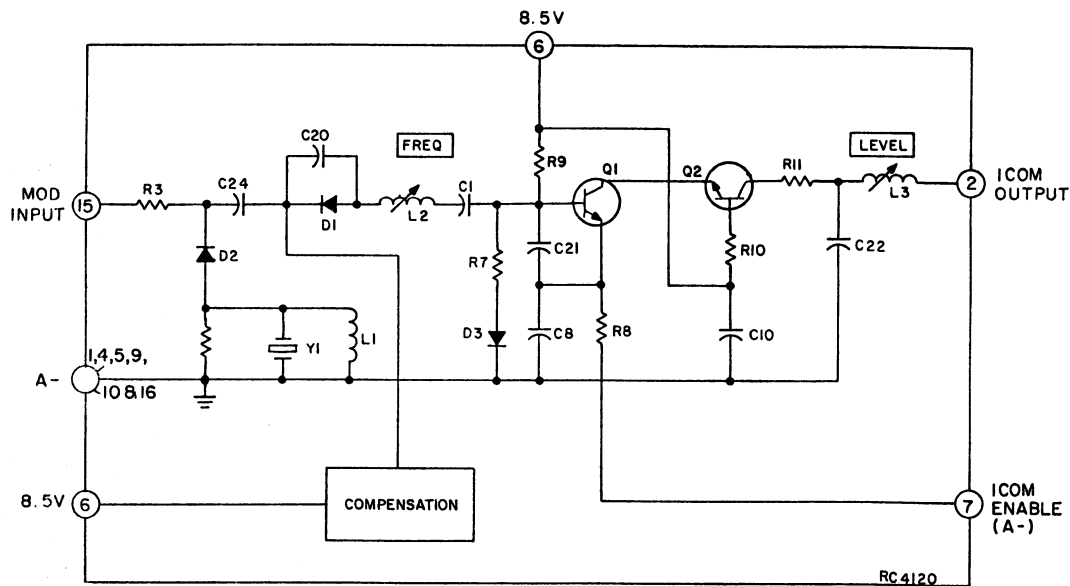 8.5V
6
C20
FREQ
R9
Q1
Q2
R11
LEVEL
MOD
INPUT
15
R3
C24
D1
L2
C1
2
ICOM
OUTPUT
D2
R7
C21
R10
C22
Y1
L1
D3
C8
R8
C10
A-
1,4,5,9,
10 & 16
8.5V
6
COMPENSATION
7
ICOM
ENABLE
(A-)
RC4120